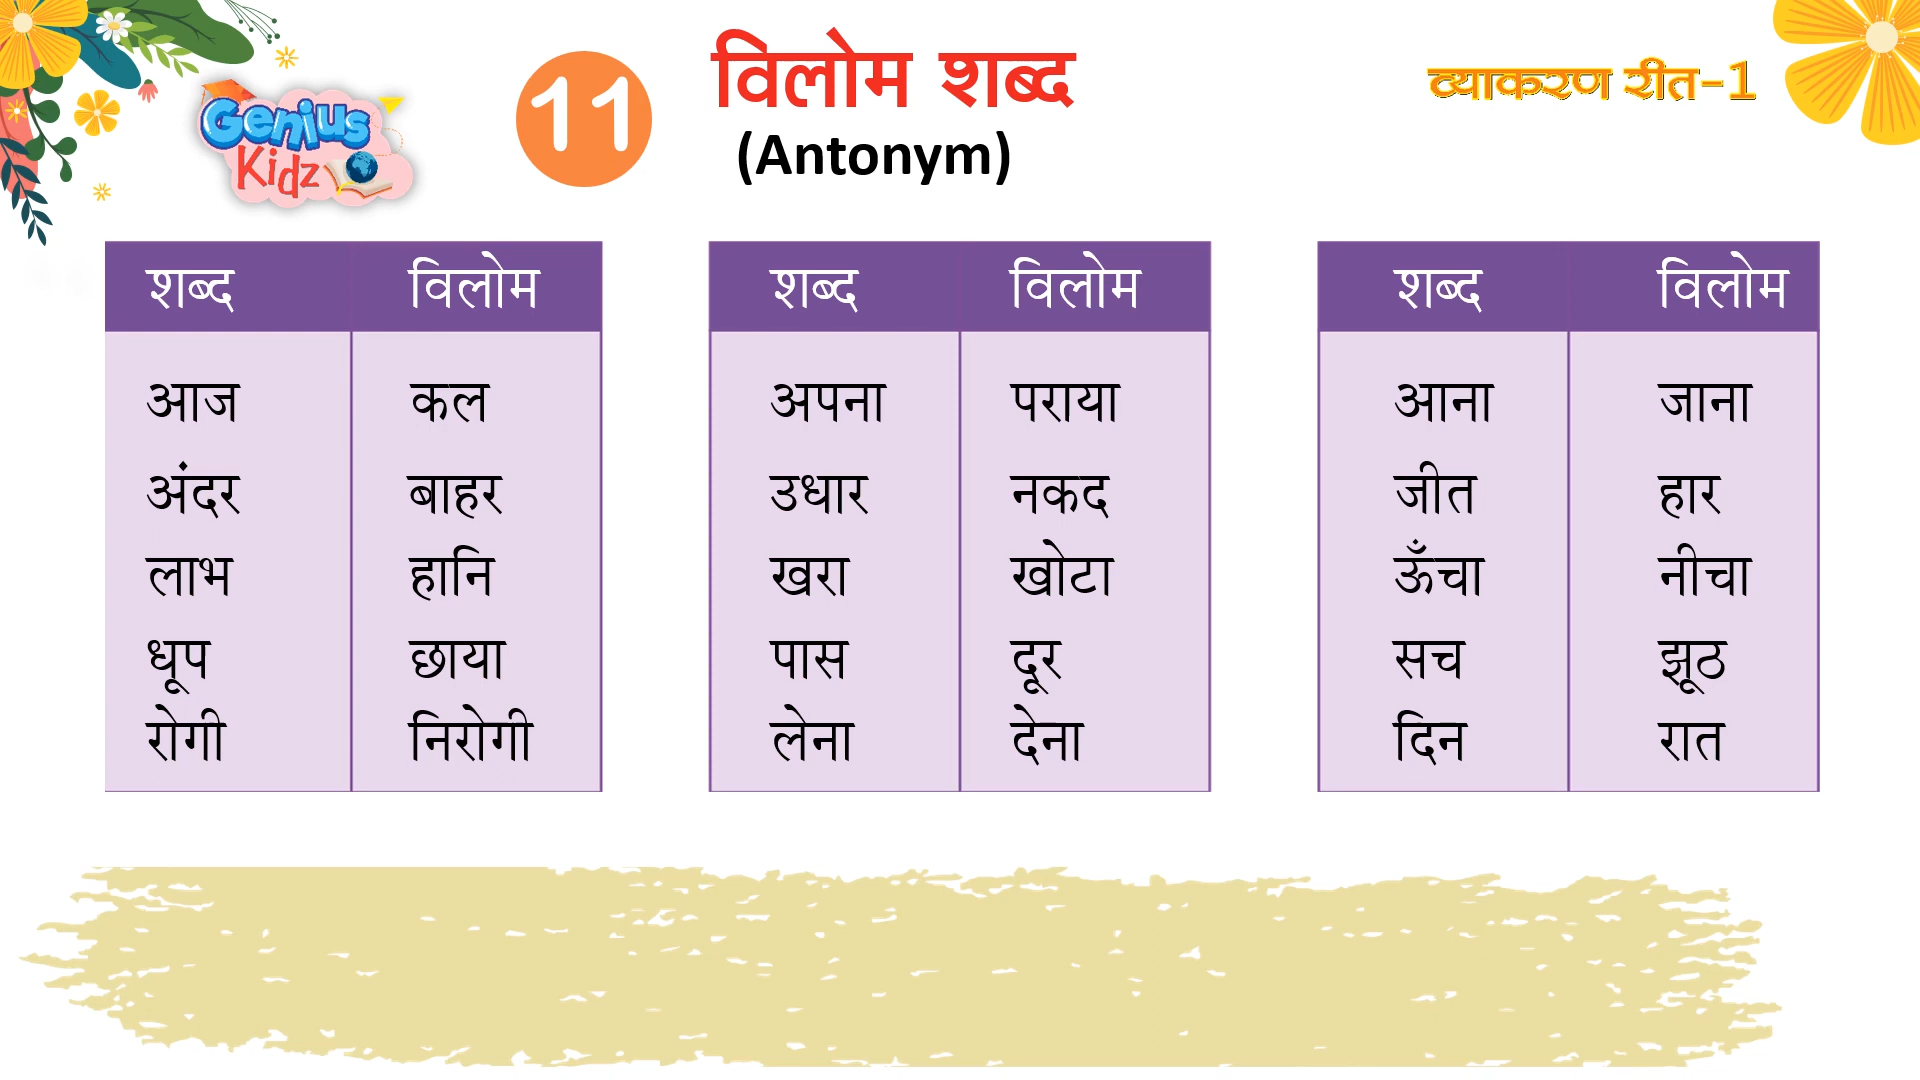 Genius
Kidz
11
विलोम शब्द
(Antonym)
व्याकरण रीत-1
शब्द विलोम
आज कल
अंदर बाहर
लाभ हानि
धूप छाया
रोगी निरोगी
शब्द विलोम
अपना पराया
उधार नकद
खरा खोटा
पास दूर
लेना देना
शब्द विलोम
आना जाना
जीत हार
ऊँचा नीचा
सच झूठ
दिन रात